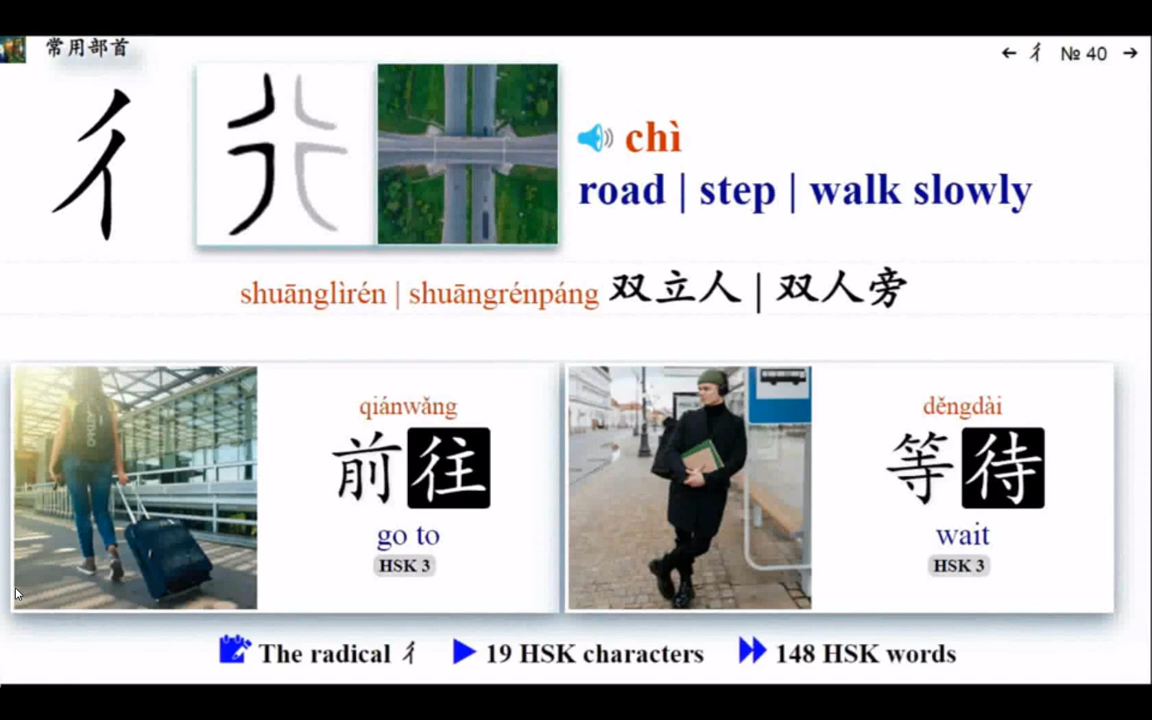 常用部首
← 彳 № 40 →
彳
chì
road | step | walk slowly
shuānglìrén | shuāngrénpáng 双立人 | 双人旁
qiánwǎng
前往
go to
HSK 3
děngdài
等待
wait
HSK 3
The radical 彳 19 HSK characters 148 HSK words